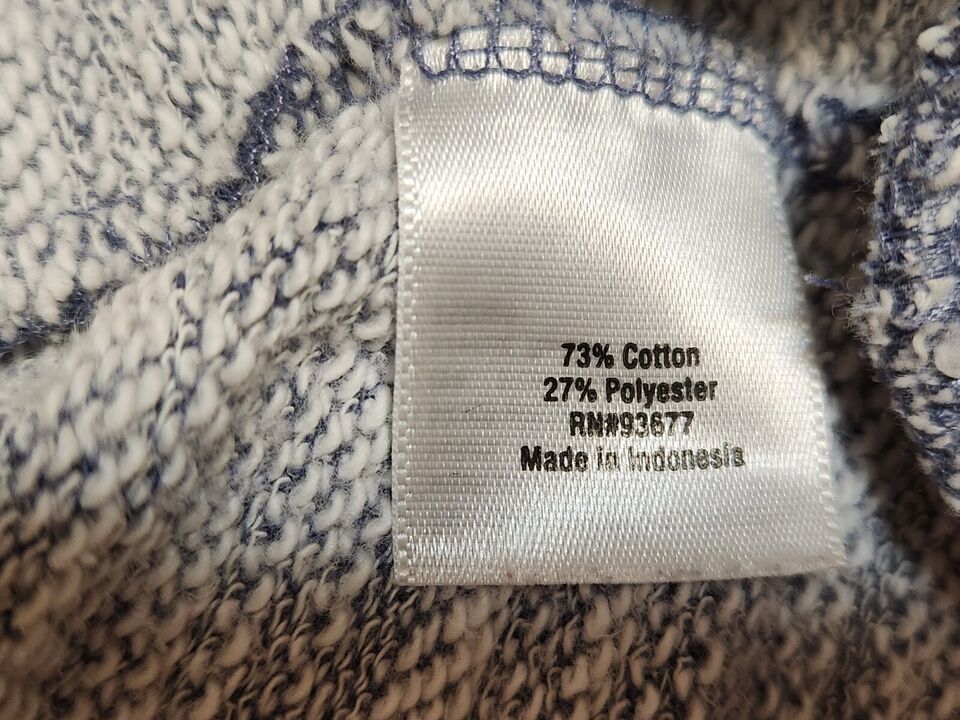 73% Cotton
27% Polyester
RN#93677
Made in Indonesia